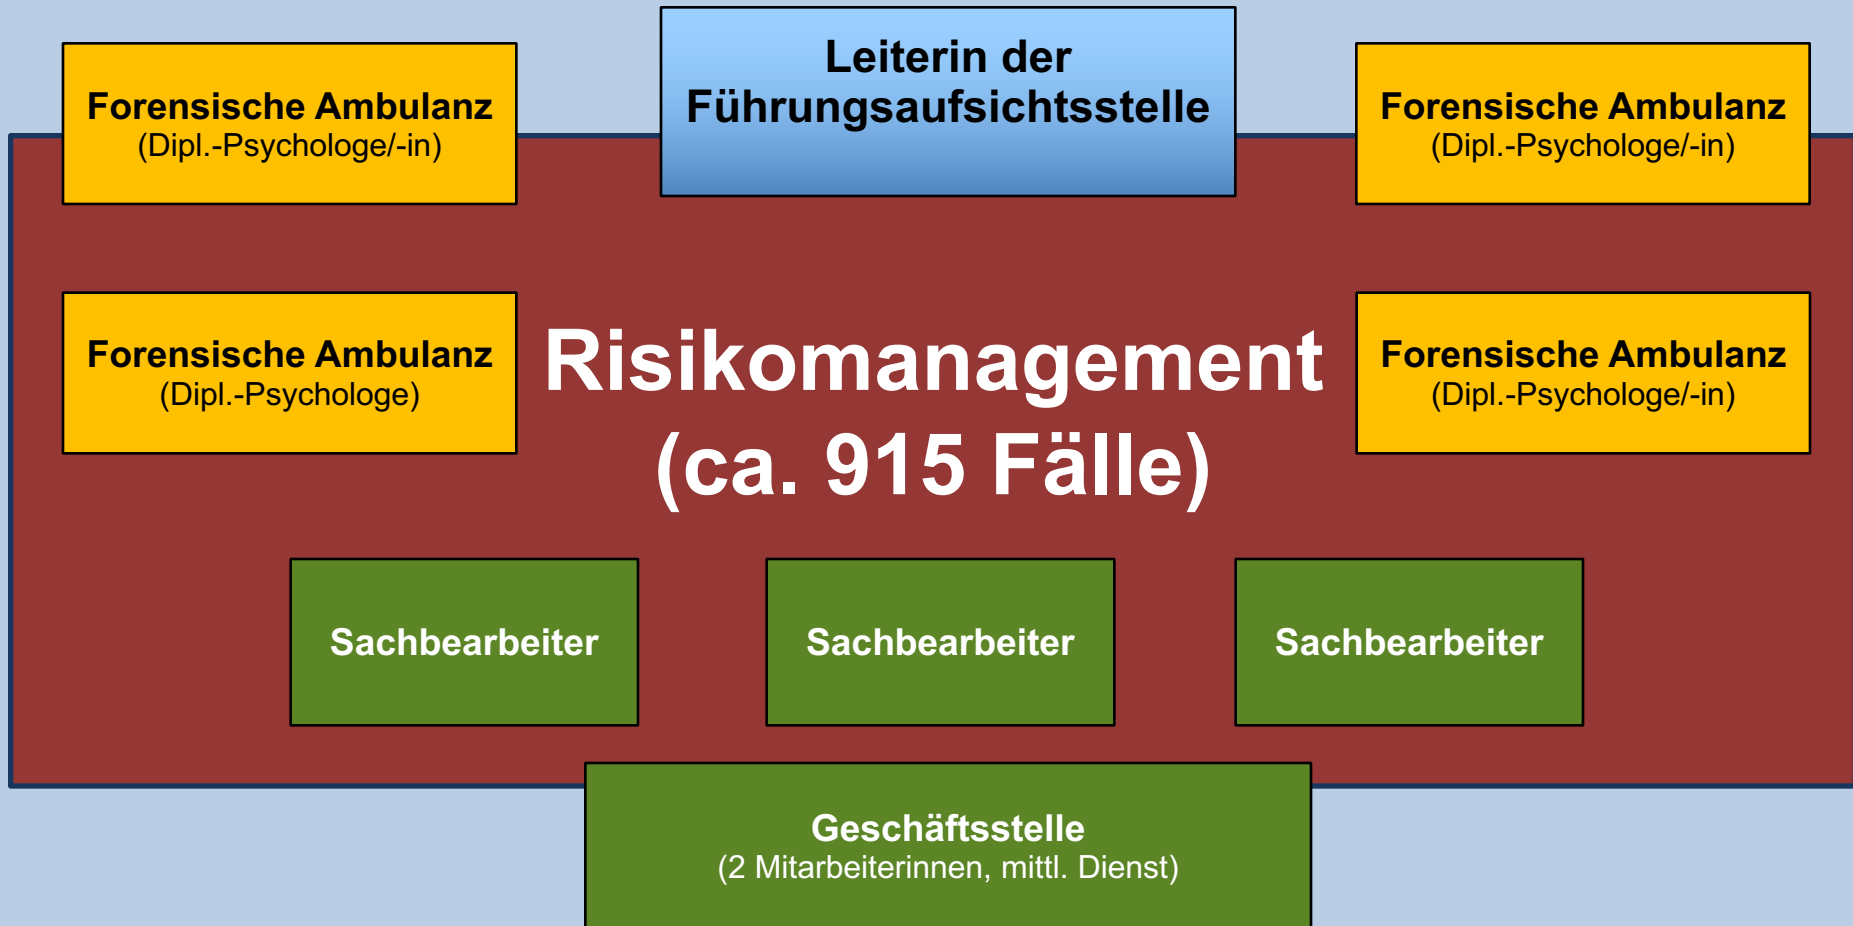 Leiterin der
Führungsaufsichtsstelle
Forensische Ambulanz
(Dipl.-Psychologe/-in)
Forensische Ambulanz
(Dipl.-Psychologe/-in)
Forensische Ambulanz
(Dipl.-Psychologe)
Risikomanagement
(ca. 915 Fälle)
Forensische Ambulanz
(Dipl.-Psychologe/-in)
Sachbearbeiter
Sachbearbeiter
Sachbearbeiter
Geschäftsstelle
(2 Mitarbeiterinnen, mittl. Dienst)